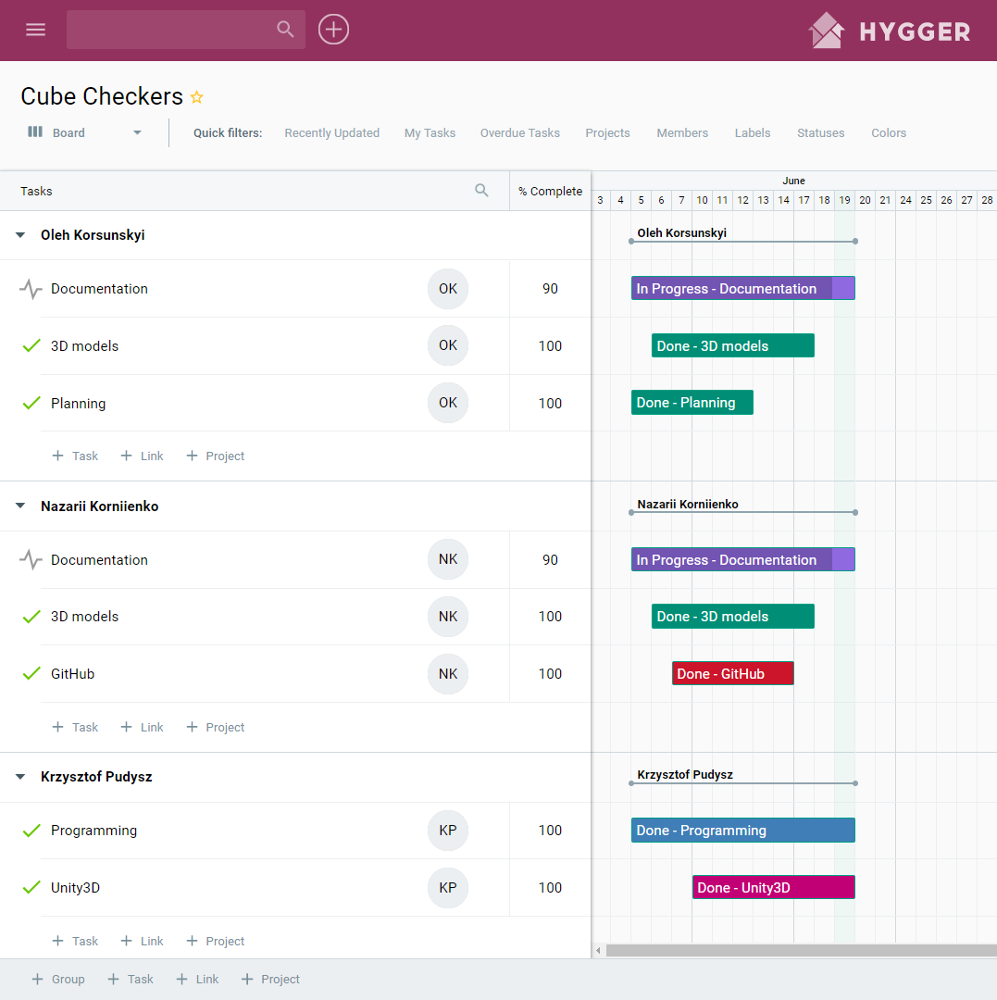 HYGGER
Cube Checkers
Board Quick filters: Recently Updated My Tasks Overdue Tasks Projects Members Labels Statuses Colors
June
Tasks % Complete
3 4 5 6 7 10 11 12 13 14 17 18 19 20 21 24 25 26 27 28
Oleh Korsunskyi Oleh Korsunskyi
Documentation OK 90 In Progress - Documentation
3D models OK 100 Done - 3D models
Planning OK 100 Done - Planning
+ Task + Link + Project
Nazarii Korniienko Nazarii Korniienko
Documentation NK 90 In Progress - Documentation
3D models NK 100 Done - 3D models
GitHub NK 100 Done - GitHub
+ Task + Link + Project
Krzysztof Pudysz Krzysztof Pudysz
Programming KP 100 Done - Programming
Unity3D KP 100 Done - Unity3D
+ Task + Link + Project
+ Group + Task + Link + Project